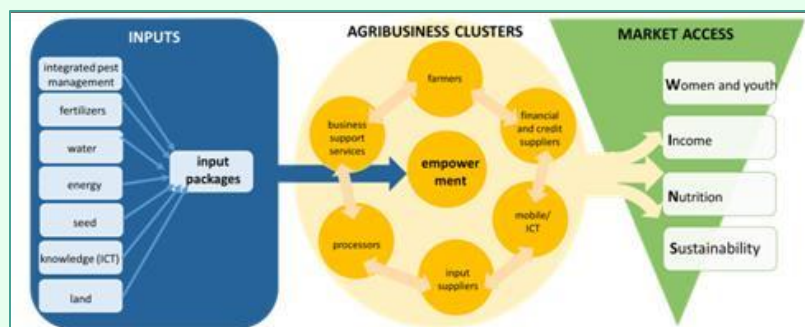 INPUTS
integrated pest
management
fertilizers
water
energy
seed
knowledge (ICT)
land
input
packages
AGRIBUSINESS CLUSTERS
farmers
financial
and credit
suppliers
mobile/
ICT
input
suppliers
processors
business
support
services
empower
ment
MARKET ACCESS
Women and youth
Income
Nutrition
Sustainability